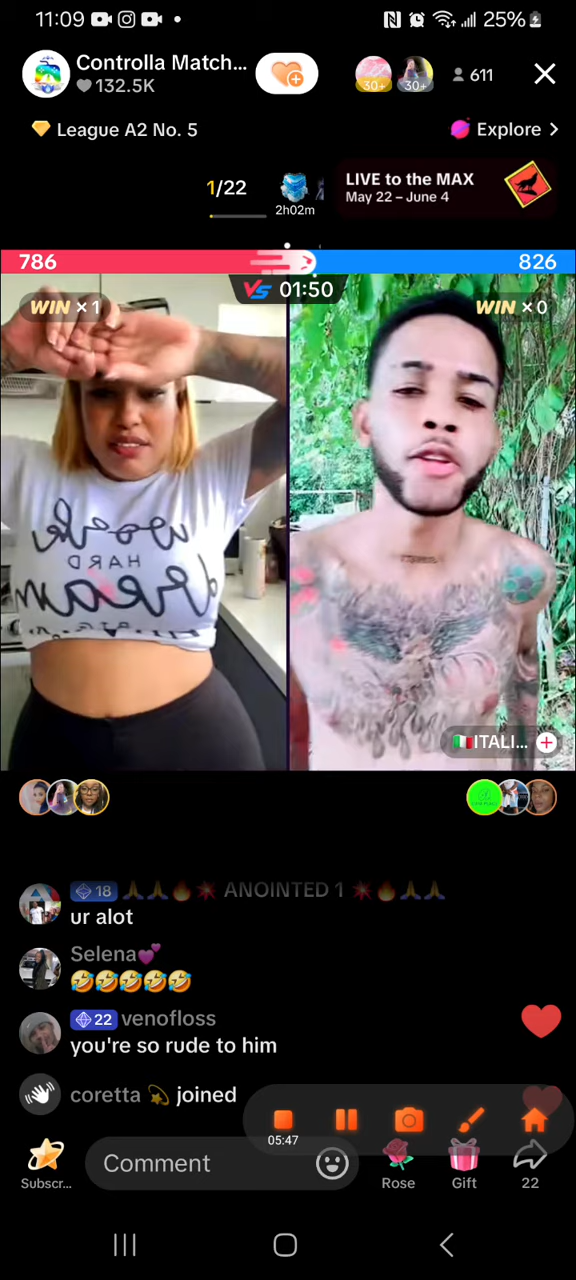 11:09
25%
Controlla Match...
132.5K
30+
30+
611
League A2 No. 5
Explore >
1/22
2h02m
LIVE to the MAX
May 22 – June 4
786
826
VS 01:50
WIN × 1
WIN × 0
work
HARD
dream
🇮🇹ITALI...
18 🙏🙏🔥💥 ANOINTED 1 💥🔥🙏🙏
ur alot
Selena💕
🤣🤣🤣🤣🤣
22 venofloss
you're so rude to him
coretta 💫 joined
05:47
Comment
Subscr...
Rose
Gift
22